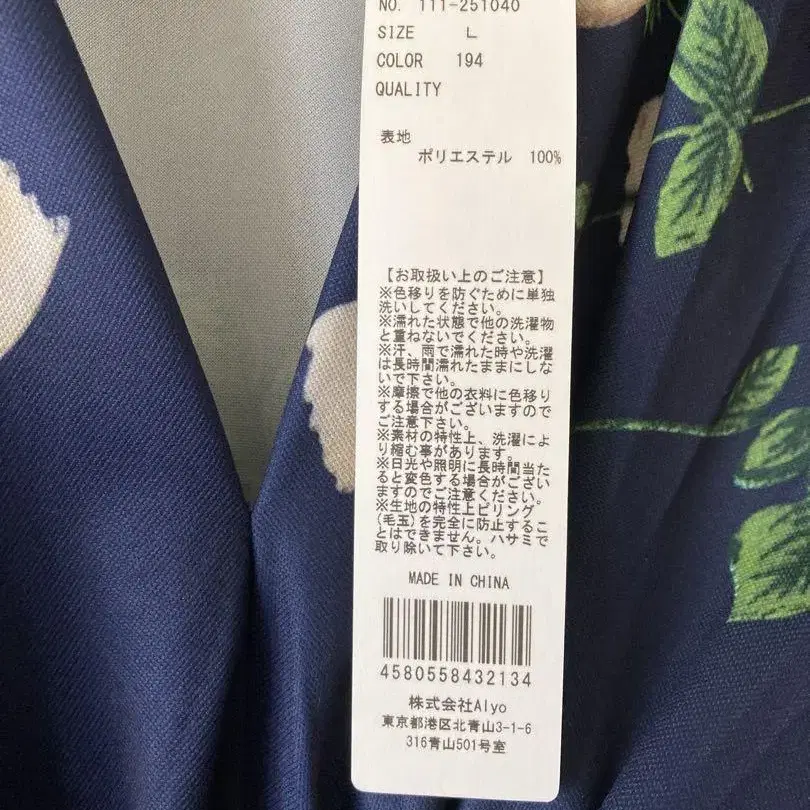 NO. 111-251040
SIZE L
COLOR 194
QUALITY
表地
ポリエステル 100%
【お取扱い上のご注意】
※色移りを防ぐために単独
洗いしてください。
※濡れた状態で他の洗濯物
と重ねないでください。
※汗、雨で濡れた時や洗濯
は長時間濡れたままにしな
いで下さい。
※摩擦で他の衣料に色移り
する場合がございますので
ご注意下さい。
※素材の特性上、洗濯によ
り縮む事があります。
※日光や照明に長時間当た
ると変色する場合がござい
ますのでご注意ください。
※生地の特性上ピリング
(毛玉)を完全に防止するこ
とはできません。ハサミで
取り除いて下さい。
MADE IN CHINA
4580558432134
株式会社Alyo
東京都港区北青山3-1-6
316青山501号室